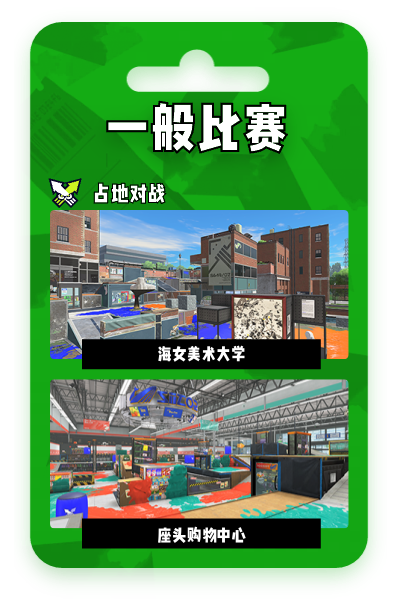 一般比赛
占地对战
海女美术大学
座头购物中心